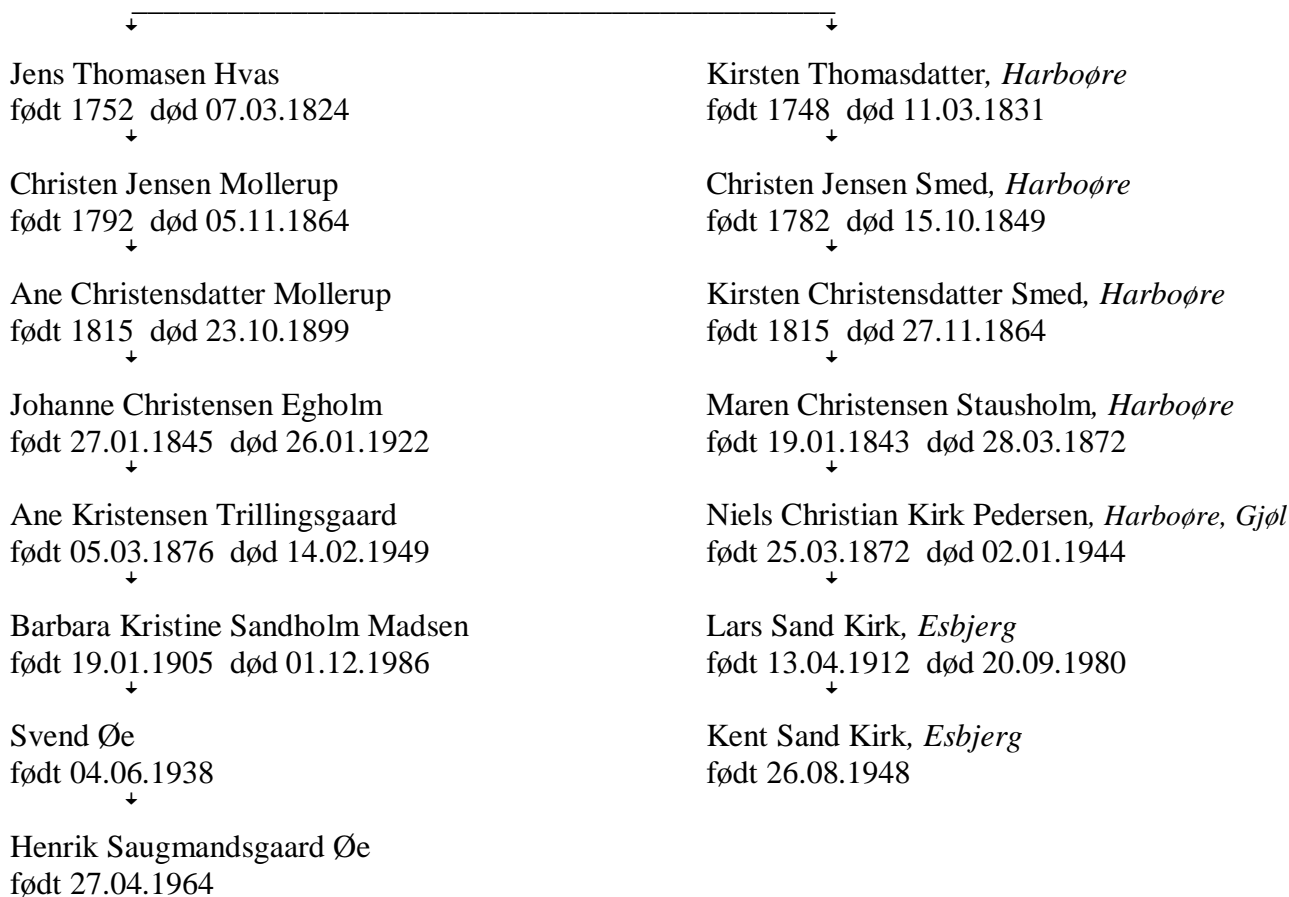 Jens Thomasen Hvas
født 1752 død 07.03.1824
Christen Jensen Mollerup
født 1792 død 05.11.1864
Ane Christensdatter Mollerup
født 1815 død 23.10.1899
Johanne Christensen Egholm
født 27.01.1845 død 26.01.1922
Ane Kristensen Trillingsgaard
født 05.03.1876 død 14.02.1949
Barbara Kristine Sandholm Madsen
født 19.01.1905 død 01.12.1986
Svend Øe
født 04.06.1938
Henrik Saugmandsgaard Øe
født 27.04.1964
Kirsten Thomasdatter, Harboøre
født 1748 død 11.03.1831
Christen Jensen Smed, Harboøre
født 1782 død 15.10.1849
Kirsten Christensdatter Smed, Harboøre
født 1815 død 27.11.1864
Maren Christensen Stausholm, Harboøre
født 19.01.1843 død 28.03.1872
Niels Christian Kirk Pedersen, Harboøre, Gjøl
født 25.03.1872 død 02.01.1944
Lars Sand Kirk, Esbjerg
født 13.04.1912 død 20.09.1980
Kent Sand Kirk, Esbjerg
født 26.08.1948